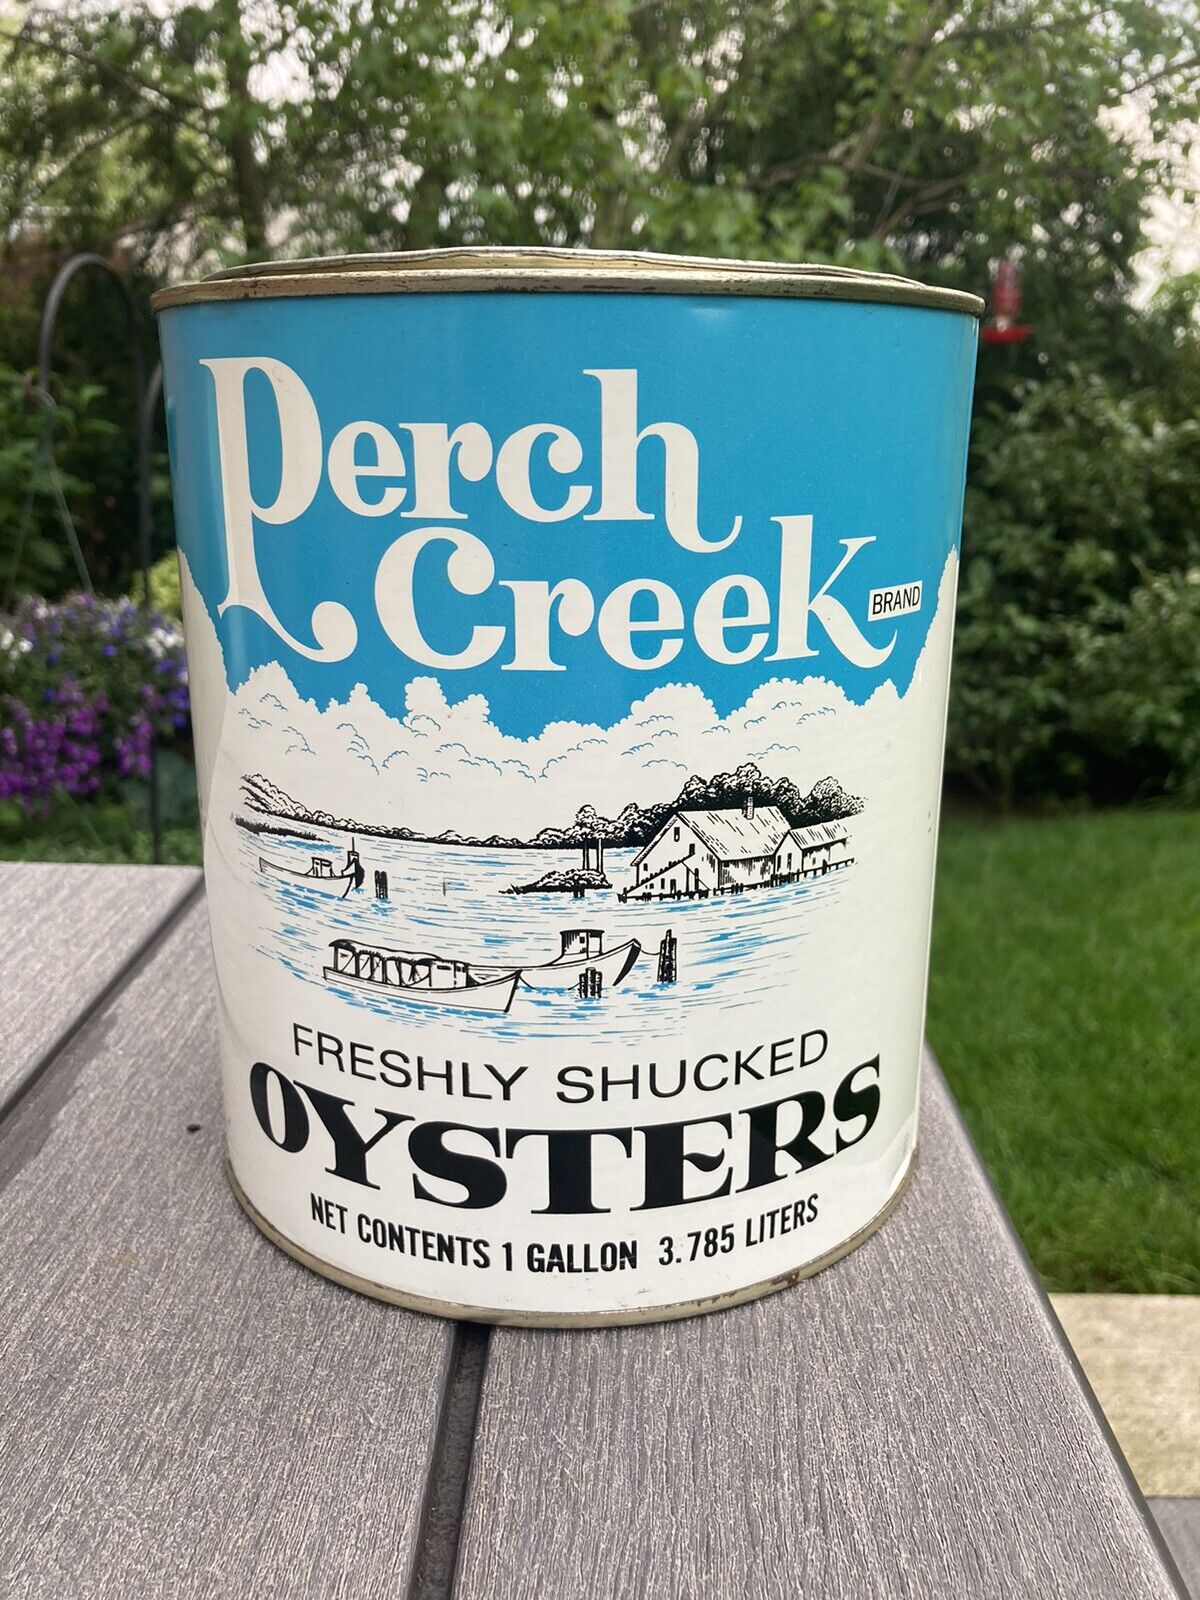 Perch
Creek
BRAND
FRESHLY SHUCKED
OYSTERS
NET CONTENTS 1 GALLON 3.785 LITERS